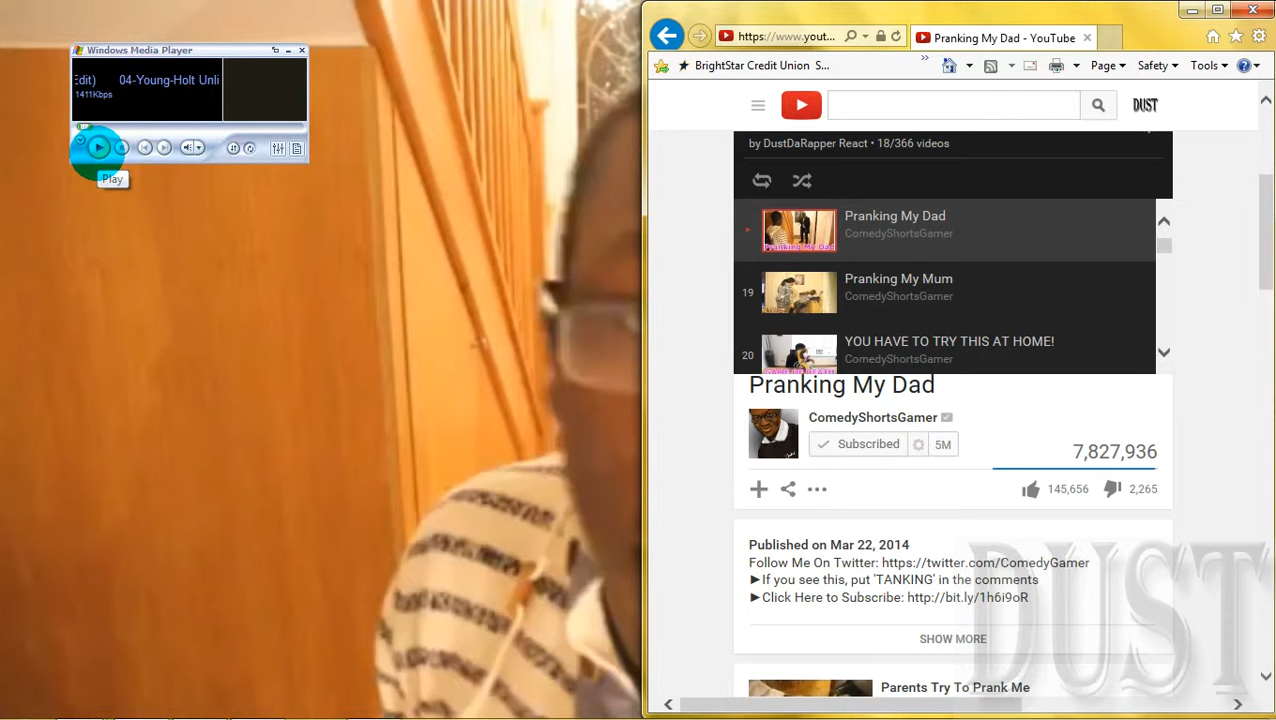 Windows Media Player
Edit) 04-Young-Holt Unli
1411Kbps
Play
https://www.yout...
Pranking My Dad - YouTube
BrightStar Credit Union S...
Page
Safety
Tools
DUST
by DustDaRapper React • 18/366 videos
Pranking My Dad
ComedyShortsGamer
19
Pranking My Mum
ComedyShortsGamer
20
YOU HAVE TO TRY THIS AT HOME!
ComedyShortsGamer
Pranking My Dad
ComedyShortsGamer
Subscribed 5M
7,827,936
145,656 2,265
Published on Mar 22, 2014
Follow Me On Twitter: https://twitter.com/ComedyGamer
►If you see this, put 'TANKING' in the comments
►Click Here to Subscribe: http://bit.ly/1h6i9oR
SHOW MORE
Parents Try To Prank Me
DUST